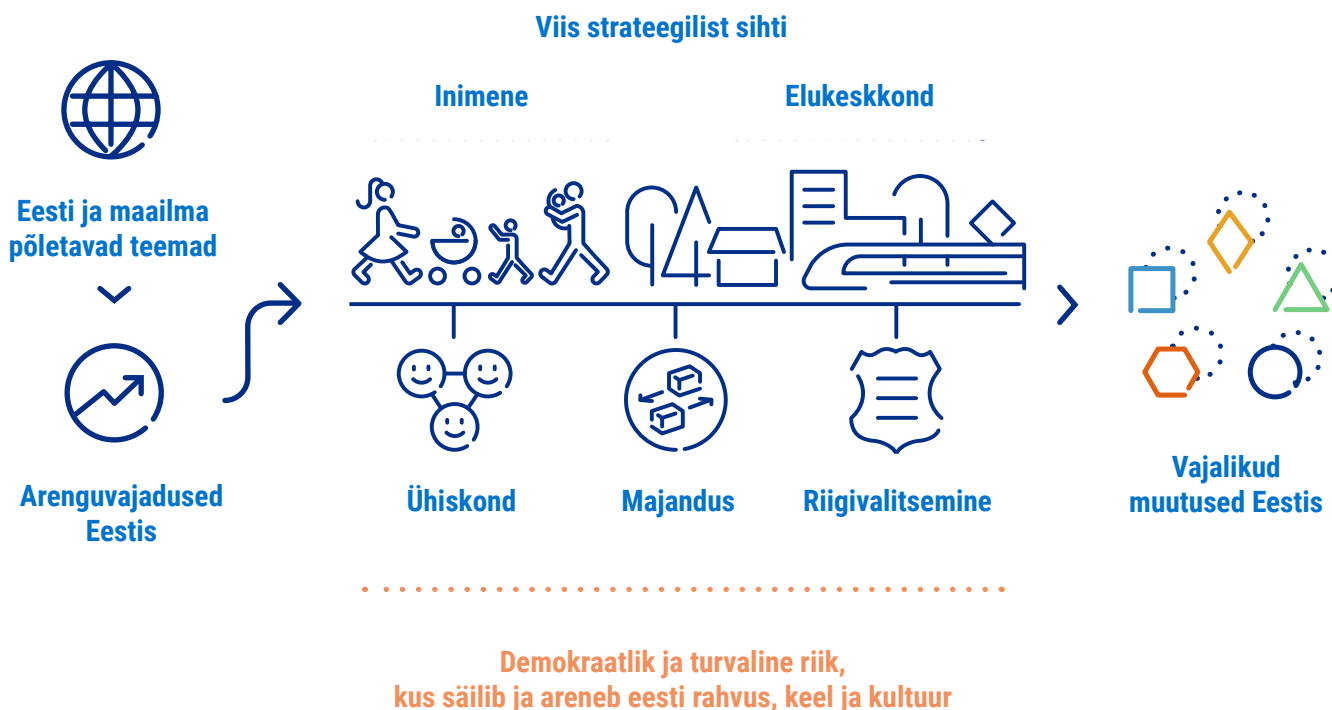 Viis strateegilist sihti
Inimene
Elukeskkond
Eesti ja maailma
põletavad teemad
Arenguvajadused
Eestis
Ühiskond
Majandus
Riigivalitsemine
Vajalikud
muutused Eestis
Demokraatlik ja turvaline riik,
kus säilib ja areneb eesti rahvus, keel ja kultuur